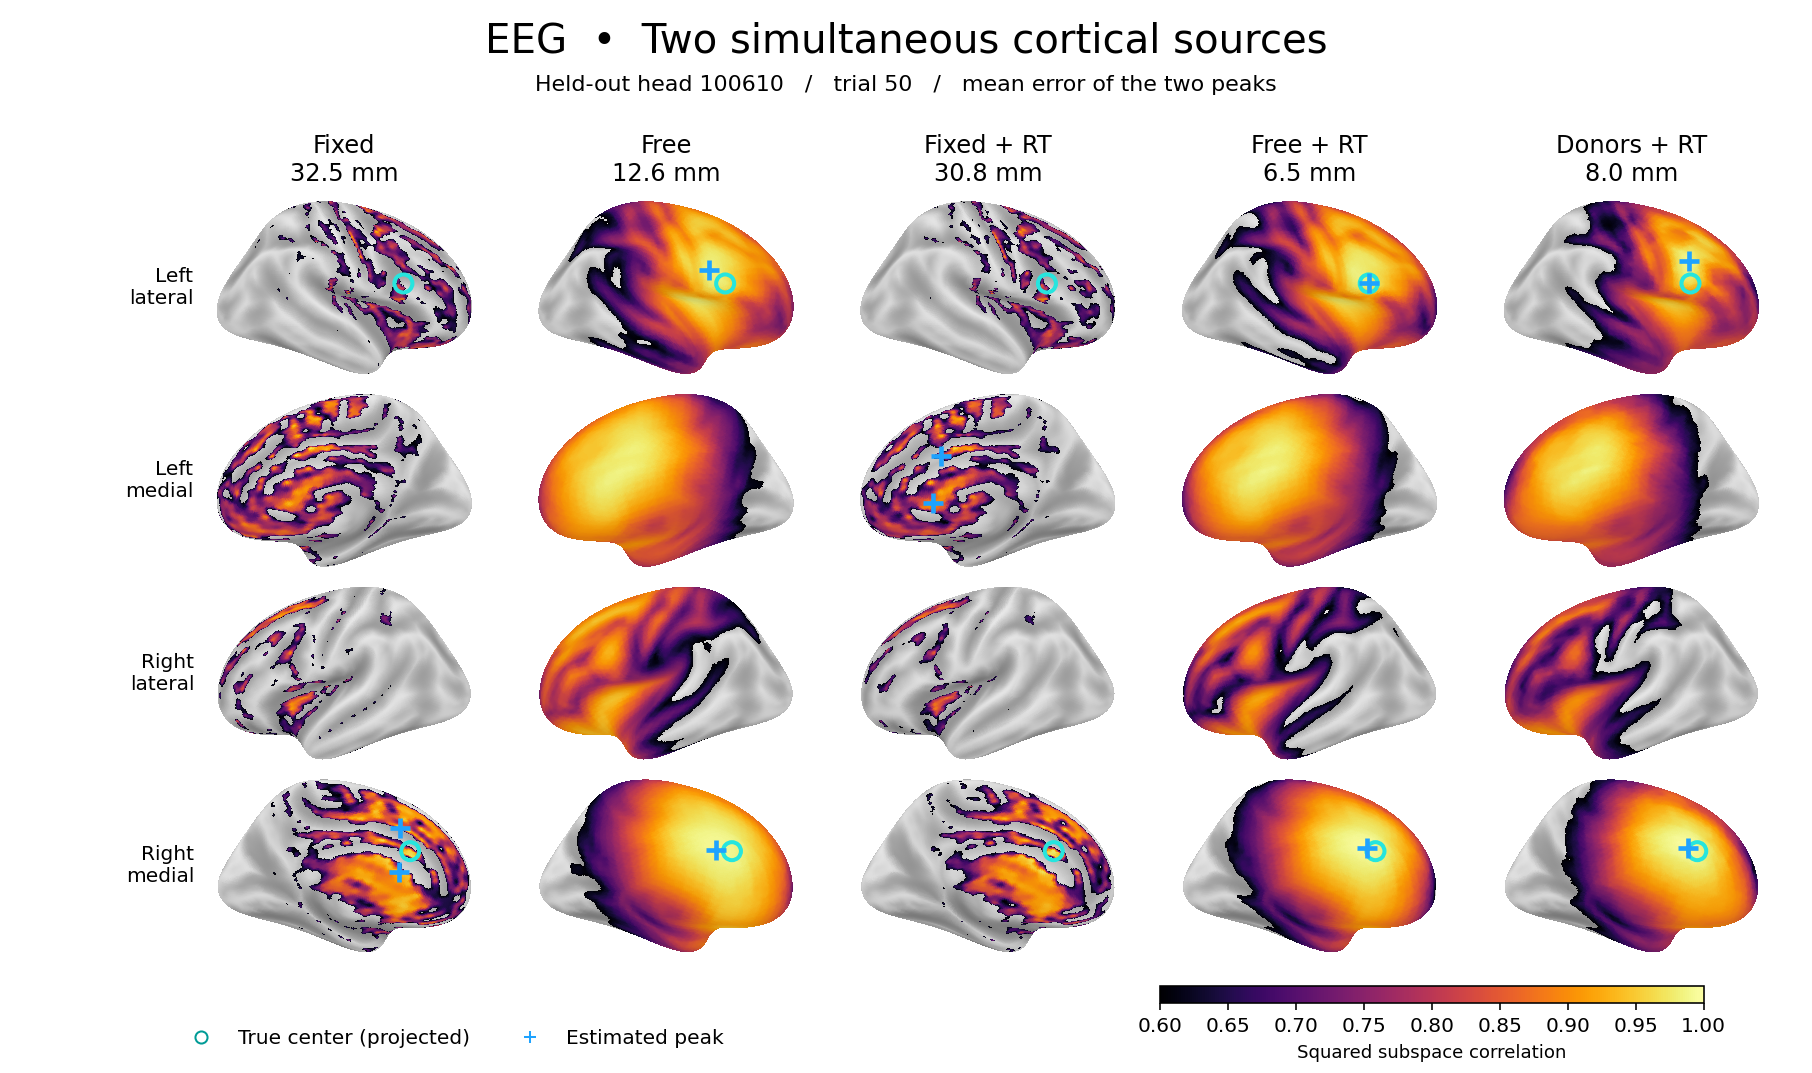 EEG • Two simultaneous cortical sources
Held-out head 100610 / trial 50 / mean error of the two peaks
Fixed
32.5 mm
Free
12.6 mm
Fixed + RT
30.8 mm
Free + RT
6.5 mm
Donors + RT
8.0 mm
Left
lateral
Left
medial
Right
lateral
Right
medial
True center (projected)
Estimated peak
0.60 0.65 0.70 0.75 0.80 0.85 0.90 0.95 1.00
Squared subspace correlation